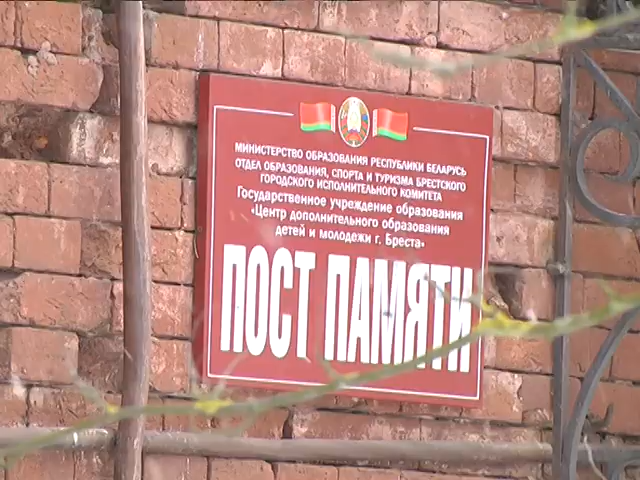 МИНИСТЕРСТВО ОБРАЗОВАНИЯ РЕСПУБЛИКИ БЕЛАРУСЬ
ОТДЕЛ ОБРАЗОВАНИЯ, СПОРТА И ТУРИЗМА БРЕСТСКОГО
ГОРОДСКОГО ИСПОЛНИТЕЛЬНОГО КОМИТЕТА
Государственное учреждение образования
«Центр дополнительного образования
детей и молодежи г. Бреста»
ПОСТ ПАМЯТИ